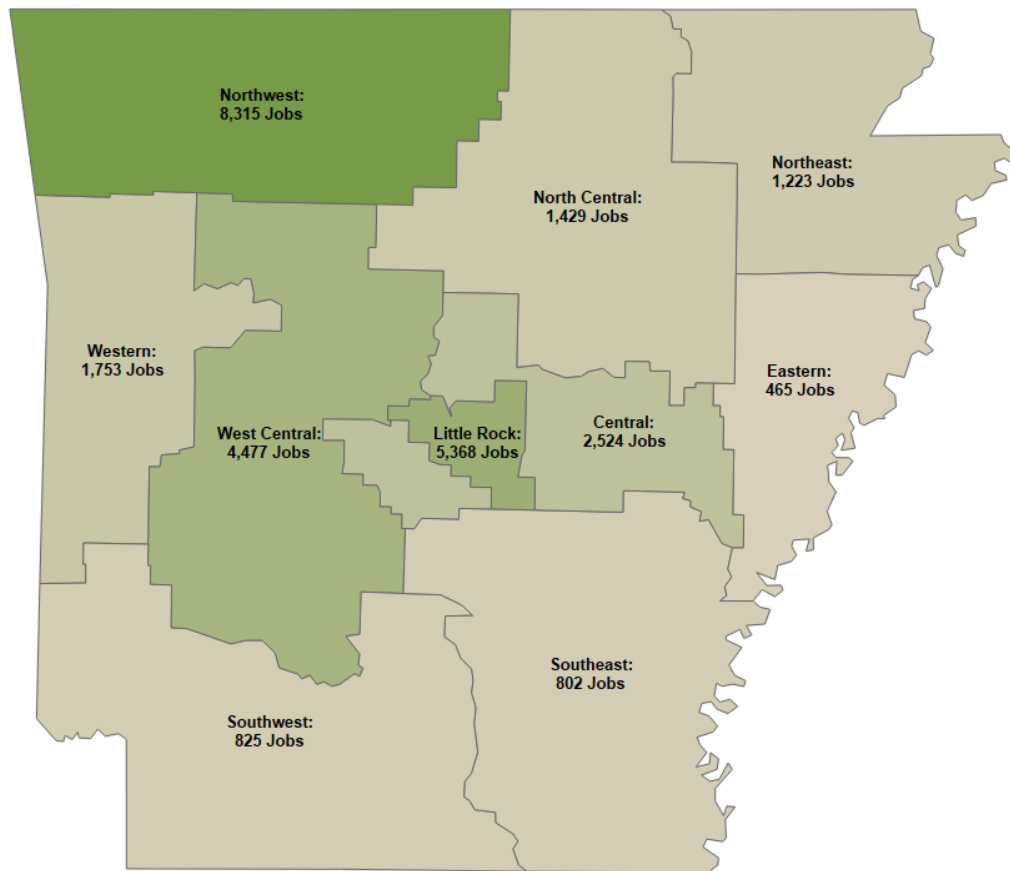 Northwest:
8,315 Jobs
Northeast:
1,223 Jobs
North Central:
1,429 Jobs
Western:
1,753 Jobs
Eastern:
465 Jobs
West Central:
4,477 Jobs
Little Rock:
5,368 Jobs
Central:
2,524 Jobs
Southeast:
802 Jobs
Southwest:
825 Jobs